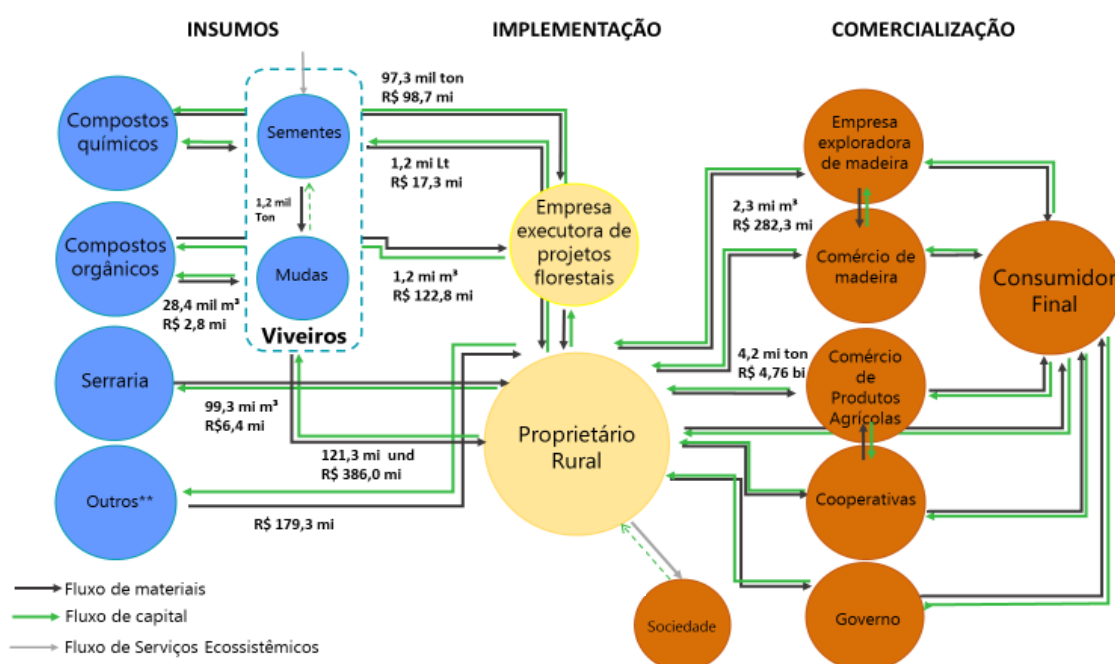 INSUMOS
IMPLEMENTAÇÃO
COMERCIALIZAÇÃO
Compostos
químicos
Sementes
97,3 mil ton
R$ 98,7 mi
1,2 mi Lt
R$ 17,3 mi
1,2 mil
Ton
Compostos
orgânicos
Mudas
Viveiros
28,4 mil m³
R$ 2,8 mi
1,2 mi m³
R$ 122,8 mi
Serraria
99,3 mi m³
R$6,4 mi
121,3 mi und
R$ 386,0 mi
Outros**
R$ 179,3 mi
Empresa
executora de
projetos
florestais
Proprietário
Rural
Sociedade
Empresa
exploradora
de madeira
2,3 mi m³
R$ 282,3 mi
Comércio de
madeira
Consumidor
Final
4,2 mi ton
R$ 4,76 bi
Comércio
de
Produtos
Agrícolas
Cooperativas
Governo
Fluxo de materiais
Fluxo de capital
Fluxo de Serviços Ecossistêmicos